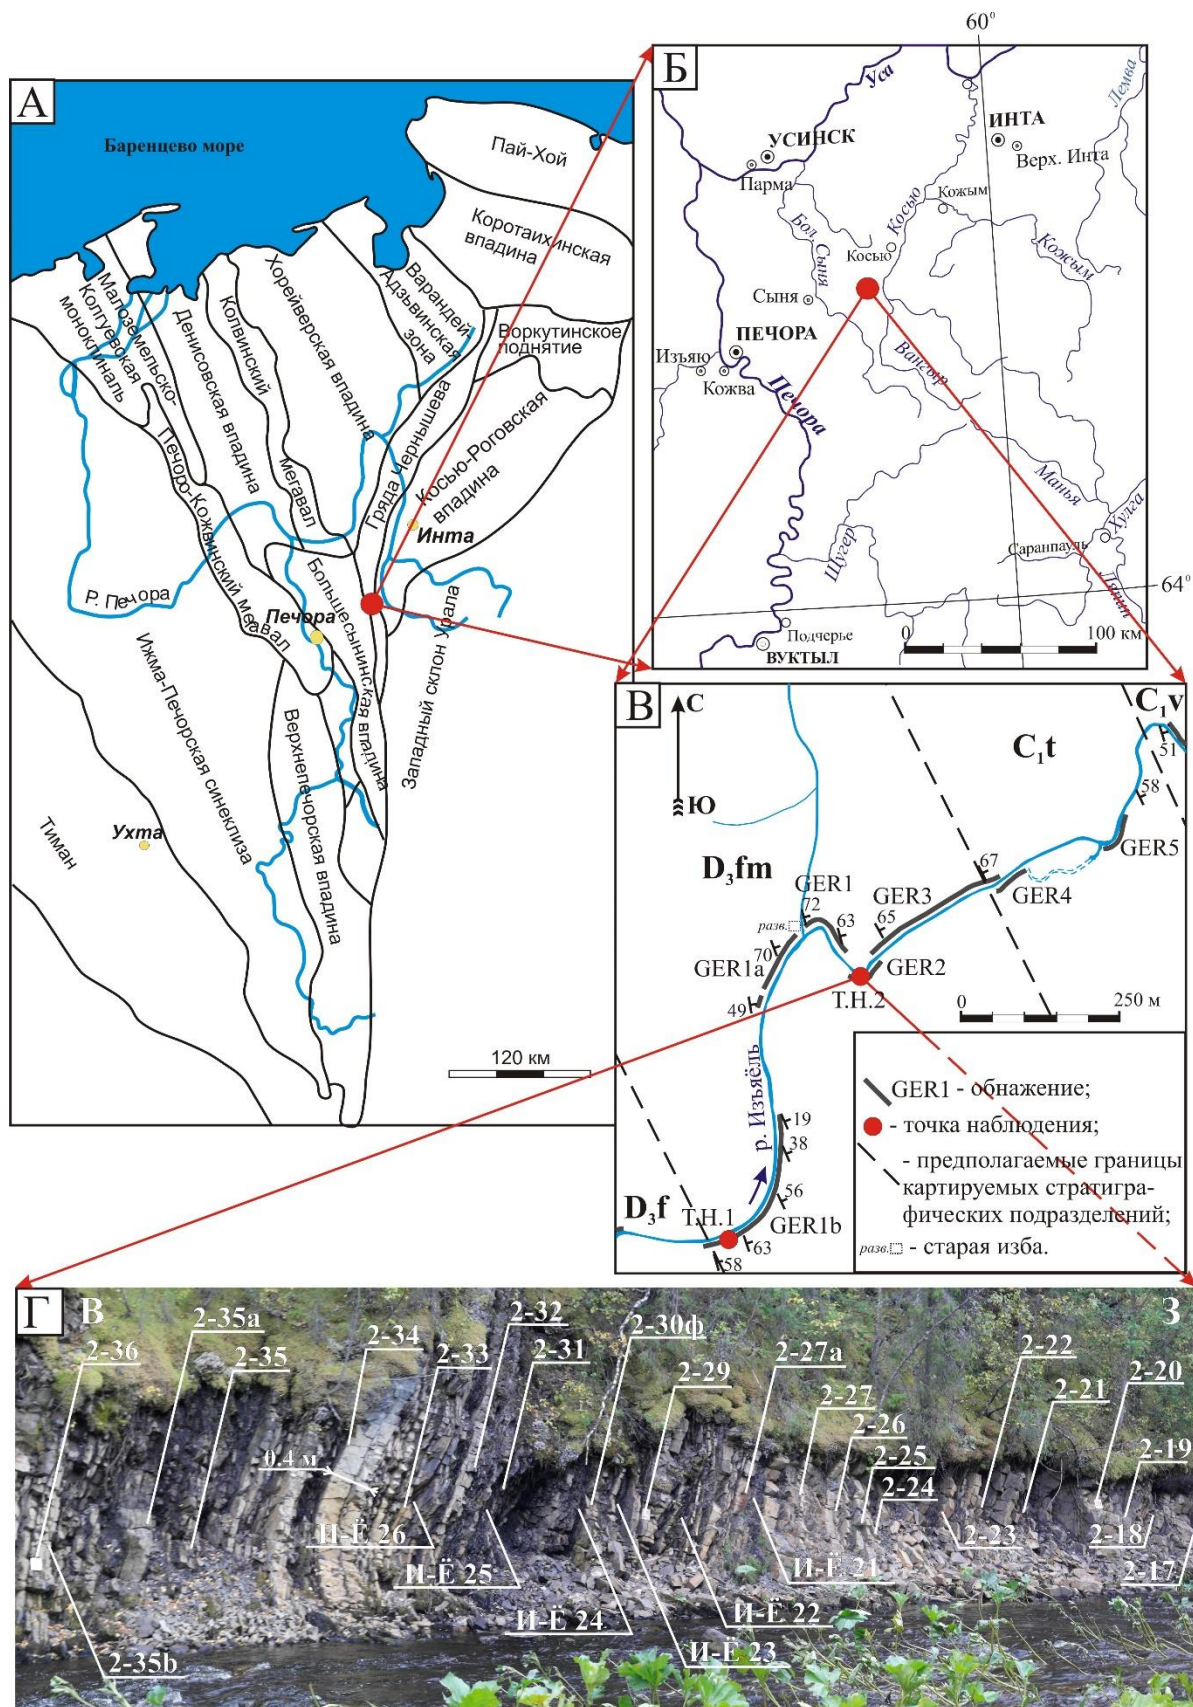 А
Баренцево море
Пай-Хой
Коротаихинская
впадина
Варандей-
Адзьвинская
зона
Хорейверская впадина
Колвинский
мегавал
Денисовская впадина
Малоземельско-
Колгуевская
моноклиналь
Воркутинское
поднятие
Гряда Чернышева
Косью-Роговская
впадина
Печоро-Кожвинский мегавал
Инта
Р. Печора
Печора
Большесынинская впадина
Западный склон Урала
Ижма-Печорская синеклиза
Верхнепечорская впадина
Тиман
Ухта
120 км
Б
60⁰
Уса
Лемва
ИНТА
Верх. Инта
УСИНСК
Парма
Кожым
Косью
Бол. Сыня
Косью
Кожым
Сыня
ПЕЧОРА
Изъяю
Кожва
Вангыр
Печора
Манья
Хулга
Щугер
Саранпауль
Ляпин
64⁰
Подчерье
ВУКТЫЛ
0
100 км
В
С
Ю
C₁v
C₁t
51
58
GER5
67
GER4
D₃fm
GER1
GER3
72
разв.
63
65
70
GER1a
GER2
49
Т.Н.2
0
250 м
р. Изъяёль
19
38
56
D₃f
Т.Н.1
GER1b
63
58
GER1 - обнажение;
- точка наблюдения;
- предполагаемые границы
картируемых стратигра-
фических подразделений;
разв. - старая изба.
Г
В
З
2-36
2-35а
2-35
2-34
2-33
2-32
2-31
2-30ф
2-29
2-27а
2-27
2-26
2-25
2-24
2-22
2-21
2-20
2-19
0.4 м
И-Ё 26
И-Ё 25
И-Ё 24
И-Ё 23
И-Ё 22
И-Ё 21
2-23
2-18
2-17
2-35b